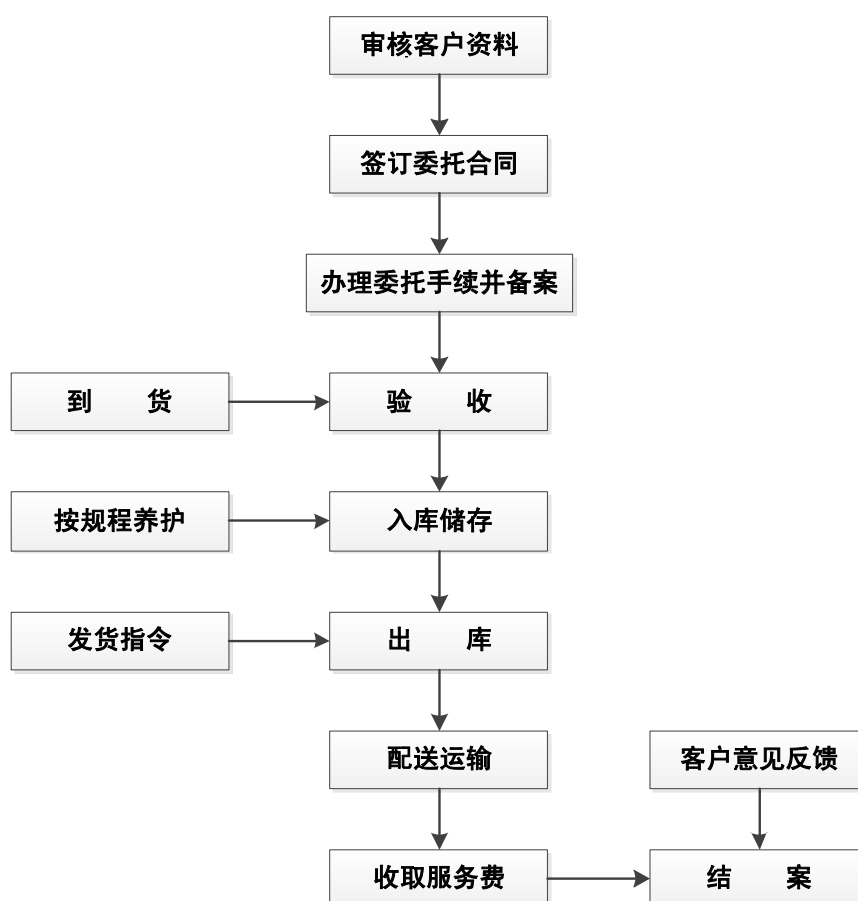 审核客户资料
签订委托合同
办理委托手续并备案
到 货
验 收
按规程养护
入库储存
发货指令
出 库
配送运输
客户意见反馈
收取服务费
结 案